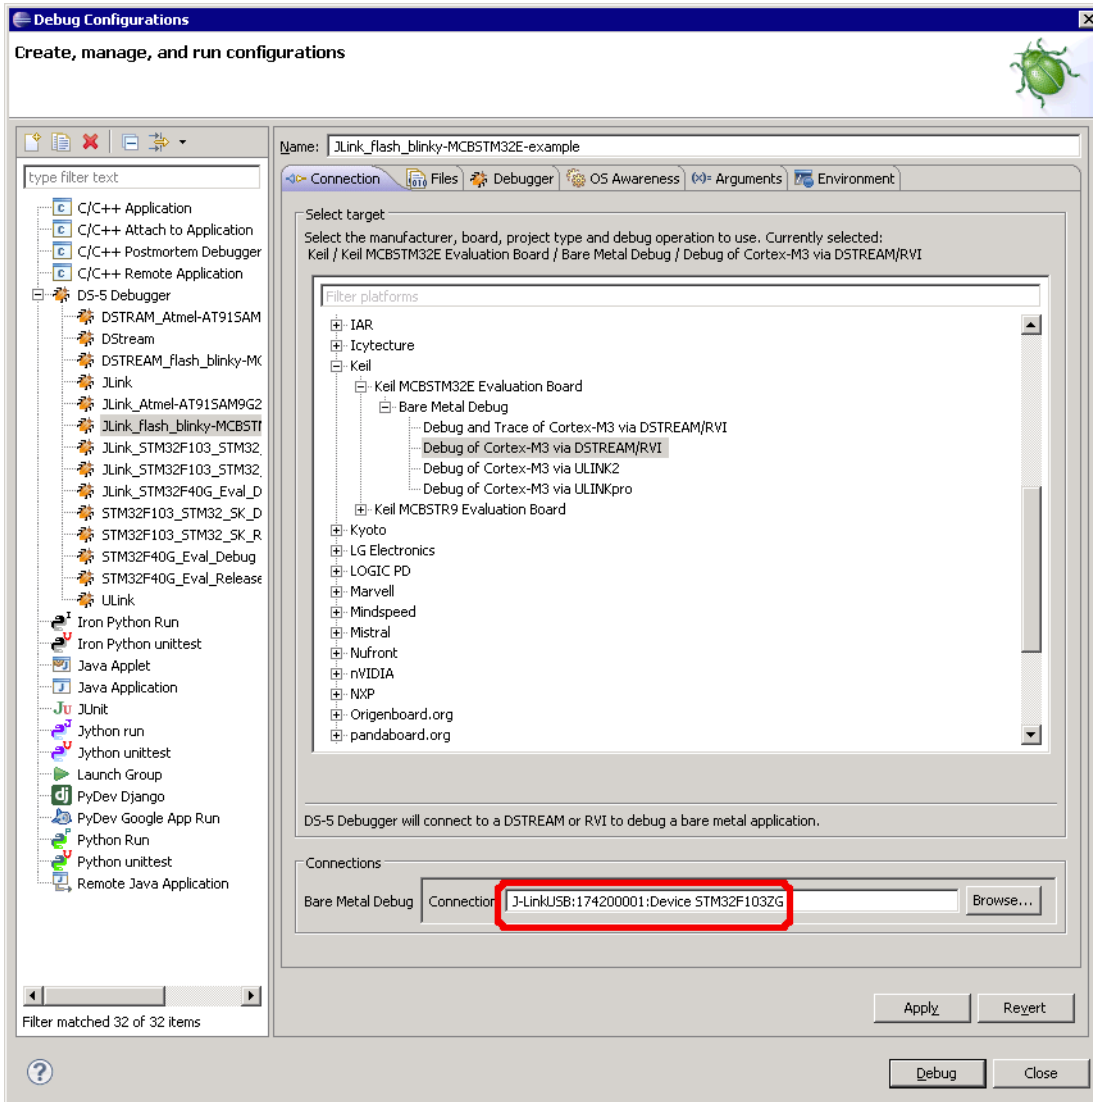 Debug Configurations
Create, manage, and run configurations
type filter text
C/C++ Application
C/C++ Attach to Application
C/C++ Postmortem Debugger
C/C++ Remote Application
DS-5 Debugger
DSTRAM_Atmel-AT91SAM
DStream
DSTREAM_flash_blinky-MC
JLink
JLink_Atmel-AT91SAM9G2
JLink_flash_blinky-MCBSTM
JLink_STM32F103_STM32_
JLink_STM32F103_STM32_
JLink_STM32F40G_Eval_D
STM32F103_STM32_SK_D
STM32F103_STM32_SK_R
STM32F40G_Eval_Debug
STM32F40G_Eval_Release
ULink
Iron Python Run
Iron Python unittest
Java Applet
Java Application
JUnit
Jython run
Jython unittest
Launch Group
PyDev Django
PyDev Google App Run
Python Run
Python unittest
Remote Java Application
Filter matched 32 of 32 items
Name: JLink_flash_blinky-MCBSTM32E-example
Connection Files Debugger OS Awareness (x)= Arguments Environment
Select target
Select the manufacturer, board, project type and debug operation to use. Currently selected:
Keil / Keil MCBSTM32E Evaluation Board / Bare Metal Debug / Debug of Cortex-M3 via DSTREAM/RVI
Filter platforms
IAR
Icytecture
Keil
Keil MCBSTM32E Evaluation Board
Bare Metal Debug
Debug and Trace of Cortex-M3 via DSTREAM/RVI
Debug of Cortex-M3 via DSTREAM/RVI
Debug of Cortex-M3 via ULINK2
Debug of Cortex-M3 via ULINKpro
Keil MCBSTR9 Evaluation Board
Kyoto
LG Electronics
LOGIC PD
Marvell
Mindspeed
Mistral
Nufront
nVIDIA
NXP
Origenboard.org
pandaboard.org
DS-5 Debugger will connect to a DSTREAM or RVI to debug a bare metal application.
Connections
Bare Metal Debug Connection J-LinkUSB:174200001:Device STM32F103ZG Browse...
Apply Revert
? Debug Close